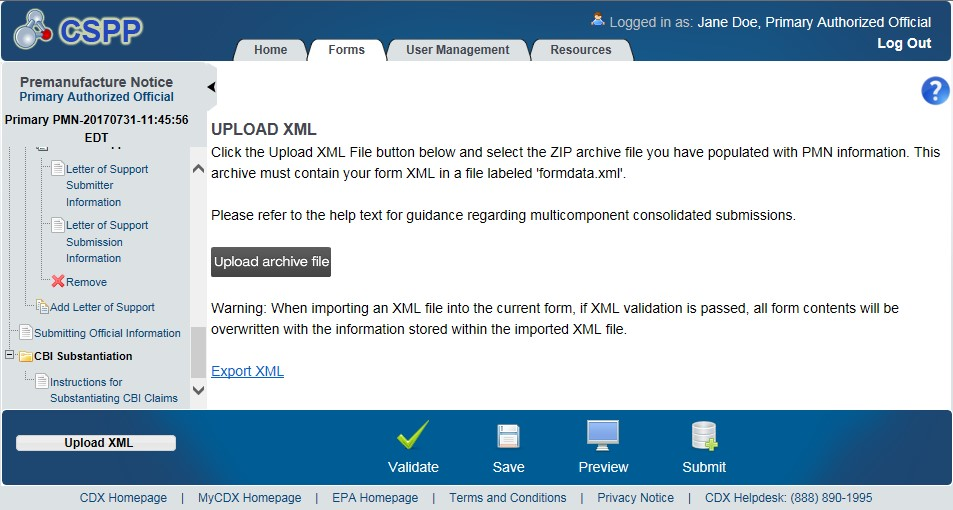 CSPP
Logged in as: Jane Doe, Primary Authorized Official
Log Out
Home
Forms
User Management
Resources
Premanufacture Notice
Primary Authorized Official
Primary PMN-20170731-11:45:56
EDT
Letter of Support
Submitter
Information
Letter of Support
Submission
Information
Remove
Add Letter of Support
Submitting Official Information
CBI Substantiation
Instructions for
Substantiating CBI Claims
?
UPLOAD XML
Click the Upload XML File button below and select the ZIP archive file you have populated with PMN information. This
archive must contain your form XML in a file labeled 'formdata.xml'.
Please refer to the help text for guidance regarding multicomponent consolidated submissions.
Upload archive file
Warning: When importing an XML file into the current form, if XML validation is passed, all form contents will be
overwritten with the information stored within the imported XML file.
Export XML
Upload XML
Validate
Save
Preview
Submit
CDX Homepage | MyCDX Homepage | EPA Homepage | Terms and Conditions | Privacy Notice | CDX Helpdesk: (888) 890-1995